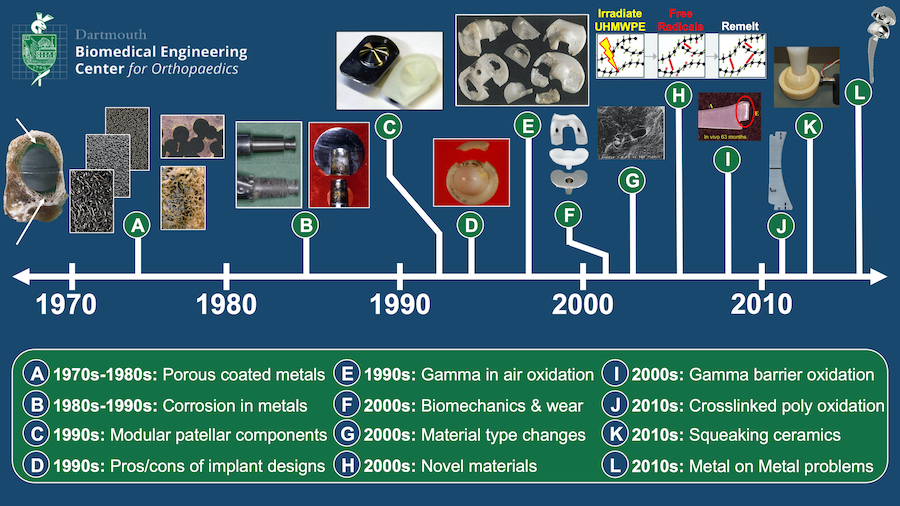 Dartmouth
Biomedical Engineering
Center for Orthopaedics
Irradiate
UHMWPE
Free
Radicals
Remelt
A
E
In vivo 63 months.
A
B
C
D
E
F
G
H
I
J
K
L
1970
1980
1990
2000
2010
A 1970s-1980s: Porous coated metals
B 1980s-1990s: Corrosion in metals
C 1990s: Modular patellar components
D 1990s: Pros/cons of implant designs
E 1990s: Gamma in air oxidation
F 2000s: Biomechanics & wear
G 2000s: Material type changes
H 2000s: Novel materials
I 2000s: Gamma barrier oxidation
J 2010s: Crosslinked poly oxidation
K 2010s: Squeaking ceramics
L 2010s: Metal on Metal problems